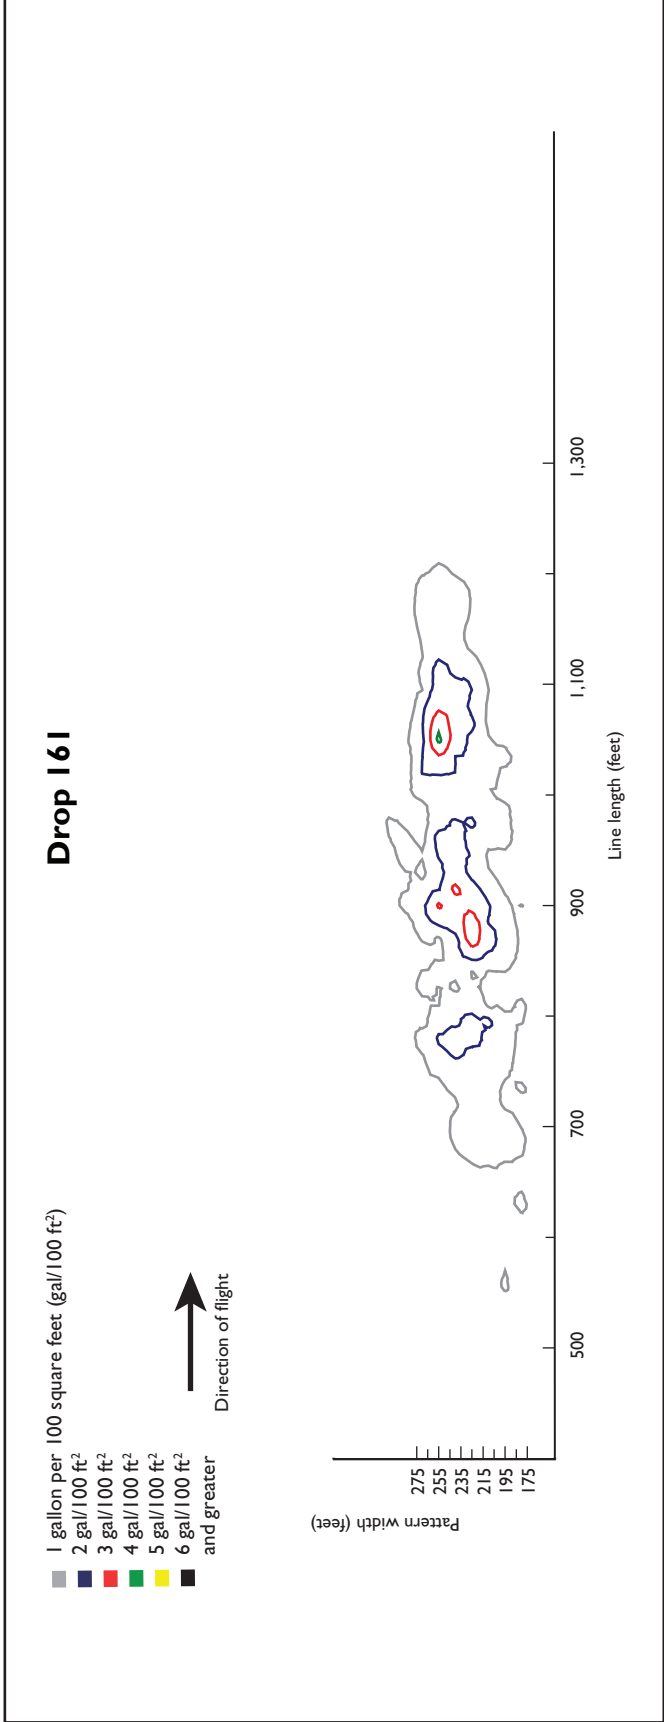 Drop 161
1 gallon per 100 square feet (gal/100 ft²)
2 gal/100 ft²
3 gal/100 ft²
4 gal/100 ft²
5 gal/100 ft²
6 gal/100 ft²
and greater
Direction of flight
Pattern width (feet)
275
255
235
215
195
175
500
700
900
1,100
1,300
Line length (feet)